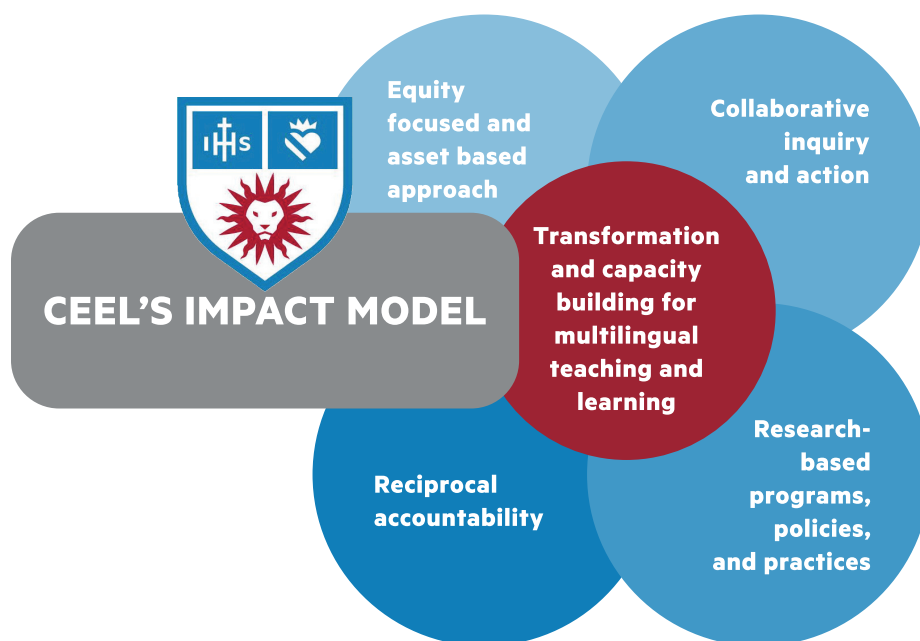 Equity
focused and
asset based
approach
Collaborative
inquiry
and action
IHS
CEEL'S IMPACT MODEL
Transformation
and capacity
building for
multilingual
teaching and
learning
Reciprocal
accountability
Research-
based
programs,
policies,
and practices